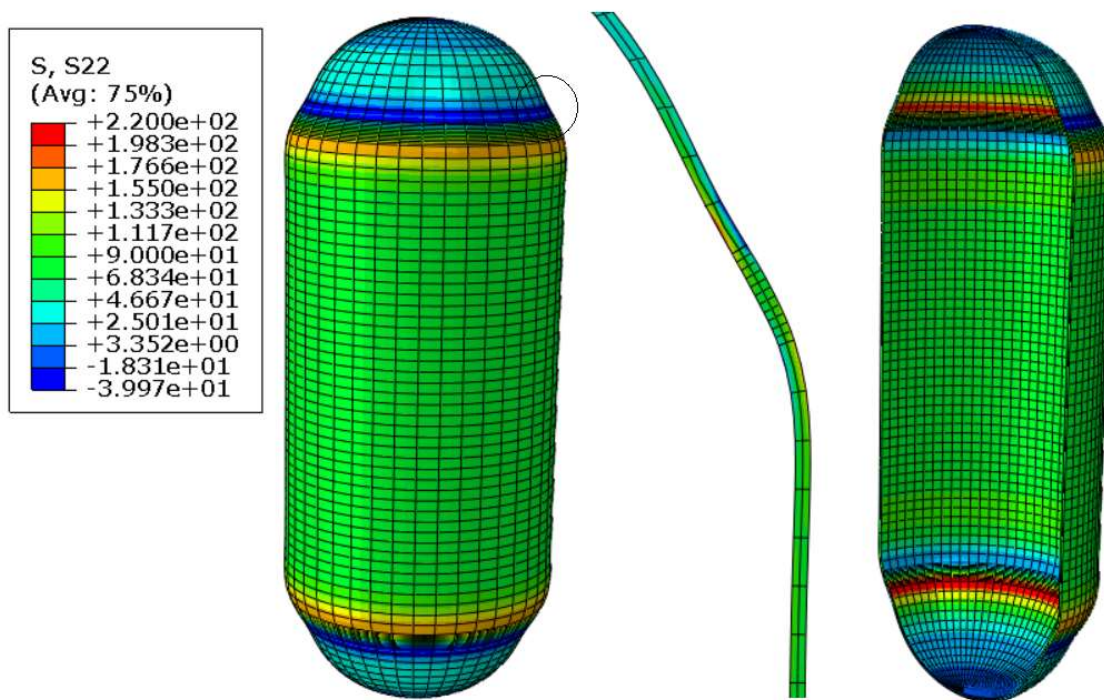 S, S22
(Avg: 75%)
+2.200e+02
+1.983e+02
+1.766e+02
+1.550e+02
+1.333e+02
+1.117e+02
+9.000e+01
+6.834e+01
+4.667e+01
+2.501e+01
+3.352e+00
-1.831e+01
-3.997e+01